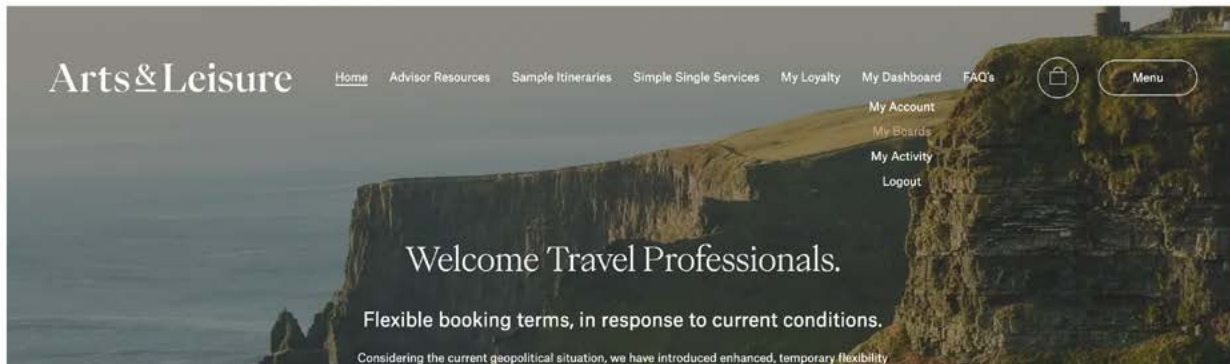 Arts&Leisure
Home Advisor Resources Sample Itineraries Simple Single Services My Loyalty My Dashboard FAQ's Menu
My Account
My Boards
My Activity
Logout
Welcome Travel Professionals.
Flexible booking terms, in response to current conditions.
Considering the current geopolitical situation, we have introduced enhanced, temporary flexibility